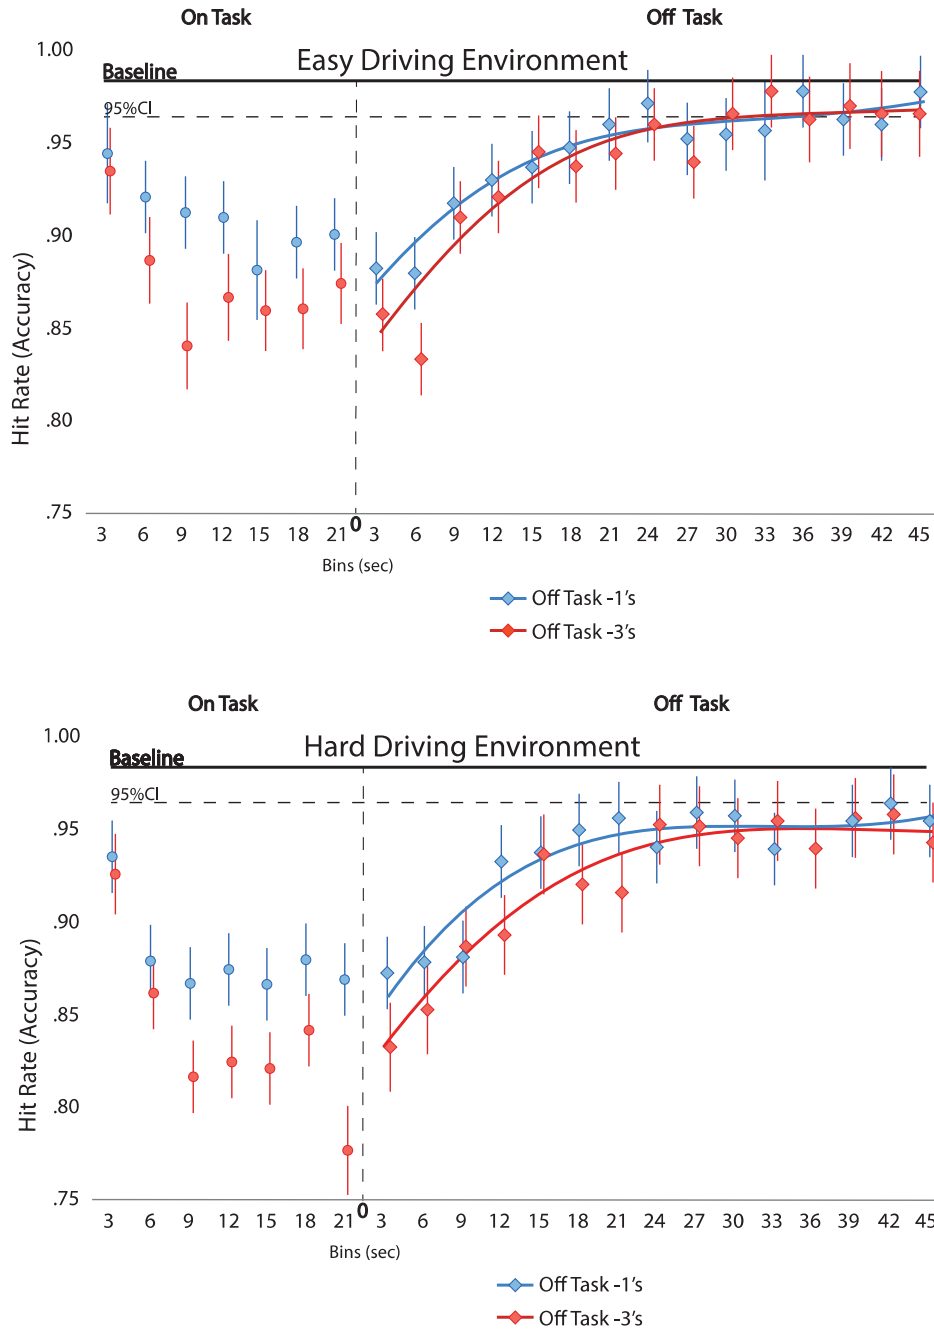 On Task Off Task
1.00
Easy Driving Environment
Baseline
95%CI
.95
.90
.85
.80
.75
Hit Rate (Accuracy)
0
3 6 9 12 15 18 21 3 6 9 12 15 18 21 24 27 30 33 36 39 42 45
Bins (sec)
Off Task -1's
Off Task -3's
On Task Off Task
1.00
Hard Driving Environment
Baseline
95%CI
.95
.90
.85
.80
.75
Hit Rate (Accuracy)
0
3 6 9 12 15 18 21 3 6 9 12 15 18 21 24 27 30 33 36 39 42 45
Bins (sec)
Off Task -1's
Off Task -3's